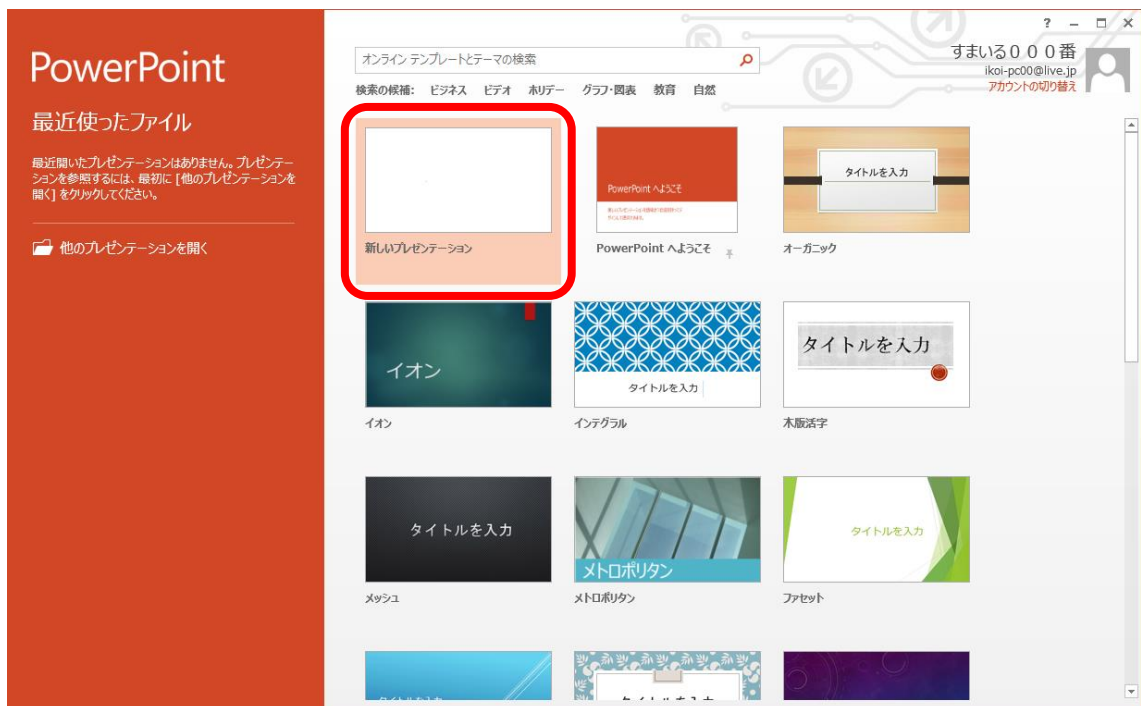 PowerPoint
最近使ったファイル
最近開いたプレゼンテーションはありません。プレゼンテー
ションを参照するには、最初に [他のプレゼンテーションを
開く] をクリックしてください。
他のプレゼンテーションを開く
?
すまいる０００番
ikoi-pc00@live.jp
アカウントの切り替え
オンライン テンプレートとテーマの検索
検索の候補: ビジネス ビデオ ホリデー グラフ・図表 教育 自然
新しいプレゼンテーション
PowerPoint へようこそ
PowerPoint へようこそ
タイトルを入力
オーガニック
イオン
イオン
タイトルを入力
インテグラル
タイトルを入力
木版活字
タイトルを入力
メッシュ
メトロポリタン
メトロポリタン
タイトルを入力
ファセット